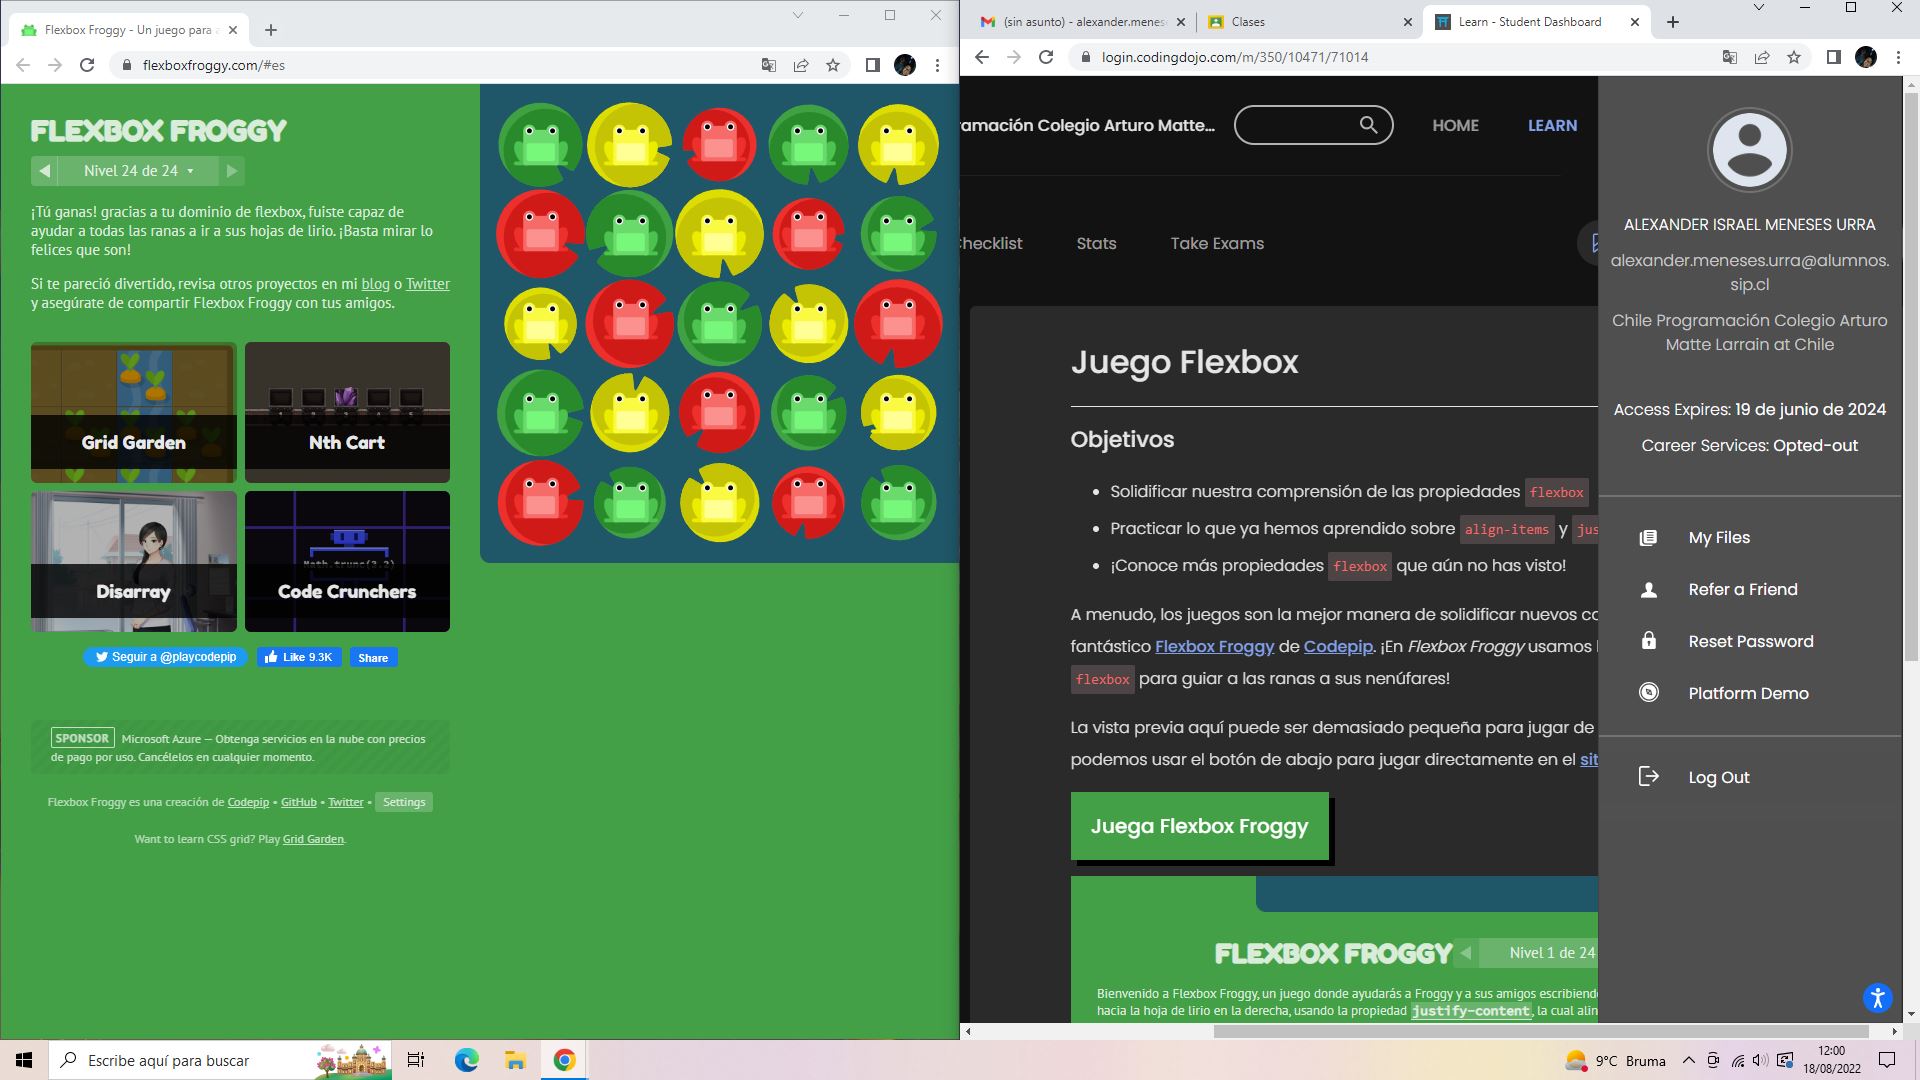 Flexbox Froggy - Un juego para
flexboxfroggy.com/#es
FLEXBOX FROGGY
Nivel 24 de 24
¡Tú ganas! gracias a tu dominio de flexbox, fuiste capaz de
ayudar a todas las ranas a ir a sus hojas de lirio. ¡Basta mirar lo
felices que son!
Si te pareció divertido, revisa otros proyectos en mi blog o Twitter
y asegúrate de compartir Flexbox Froggy con tus amigos.
Grid Garden
Nth Cart
1 2 3 4 5
Disarray
Math.trunc(3.2)
Code Crunchers
Seguir a @playcodepip
Like 9.3K
Share
SPONSOR Microsoft Azure — Obtenga servicios en la nube con precios
de pago por uso. Cancélelos en cualquier momento.
Flexbox Froggy es una creación de Codepip • GitHub • Twitter • Settings
Want to learn CSS grid? Play Grid Garden.
(sin asunto) - alexander.menes
Clases
Learn - Student Dashboard
login.codingdojo.com/m/350/10471/71014
ramación Colegio Arturo Matte...
HOME
LEARN
Checklist
Stats
Take Exams
Juego Flexbox
Objetivos
• Solidificar nuestra comprensión de las propiedades flexbox
• Practicar lo que ya hemos aprendido sobre align-items y jus
• ¡Conoce más propiedades flexbox que aún no has visto!
A menudo, los juegos son la mejor manera de solidificar nuevos co
fantástico Flexbox Froggy de Codepip. ¡En Flexbox Froggy usamos
flexbox para guiar a las ranas a sus nenúfares!
La vista previa aquí puede ser demasiado pequeña para jugar de
podemos usar el botón de abajo para jugar directamente en el sit
Juega Flexbox Froggy
FLEXBOX FROGGY
Nivel 1 de 24
Bienvenido a Flexbox Froggy, un juego donde ayudarás a Froggy y a sus amigos escribiend
hacia la hoja de lirio en la derecha, usando la propiedad justify-content, la cual alin
ALEXANDER ISRAEL MENESES URRA
alexander.meneses.urra@alumnos.
sip.cl
Chile Programación Colegio Arturo
Matte Larrain at Chile
Access Expires: 19 de junio de 2024
Career Services: Opted-out
My Files
Refer a Friend
Reset Password
Platform Demo
Log Out
Escribe aquí para buscar
9°C Bruma
12:00
18/08/2022